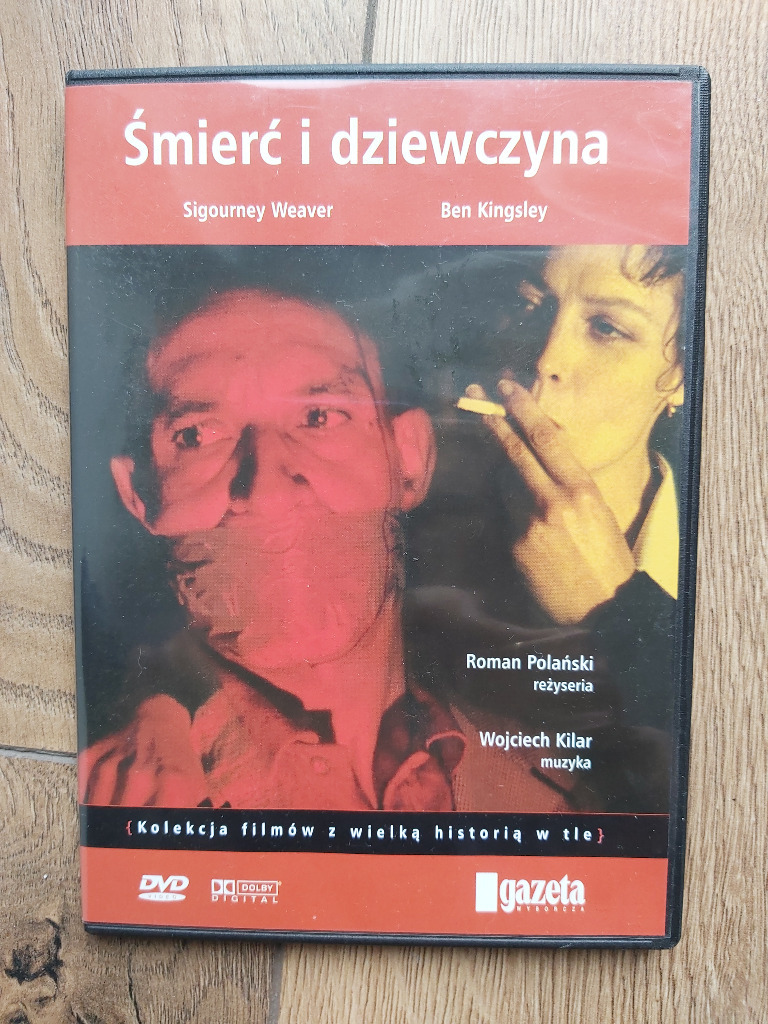 Śmierć i dziewczyna
Sigourney Weaver Ben Kingsley
Roman Polański
reżyseria
Wojciech Kilar
muzyka
{Kolekcja filmów z wielką historią w tle}
DVD
VIDEO
DOLBY
DIGITAL
gazeta
WYBORCZA